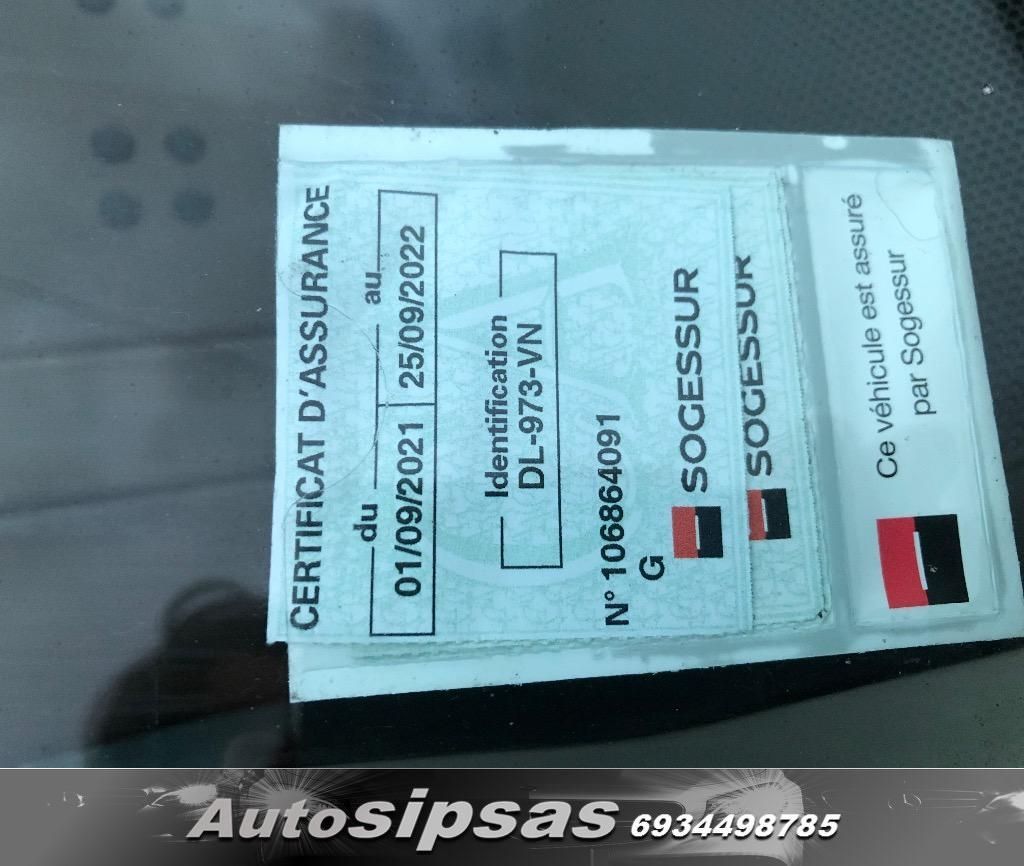 CERTIFICAT D'ASSURANCE
du au
01/09/2021 25/09/2022
Identification
DL-973-VN
N° 106864091
G
SOGESSUR
SOGESSUR
Ce véhicule est assuré
par Sogessur
Autosipsas 6934498785